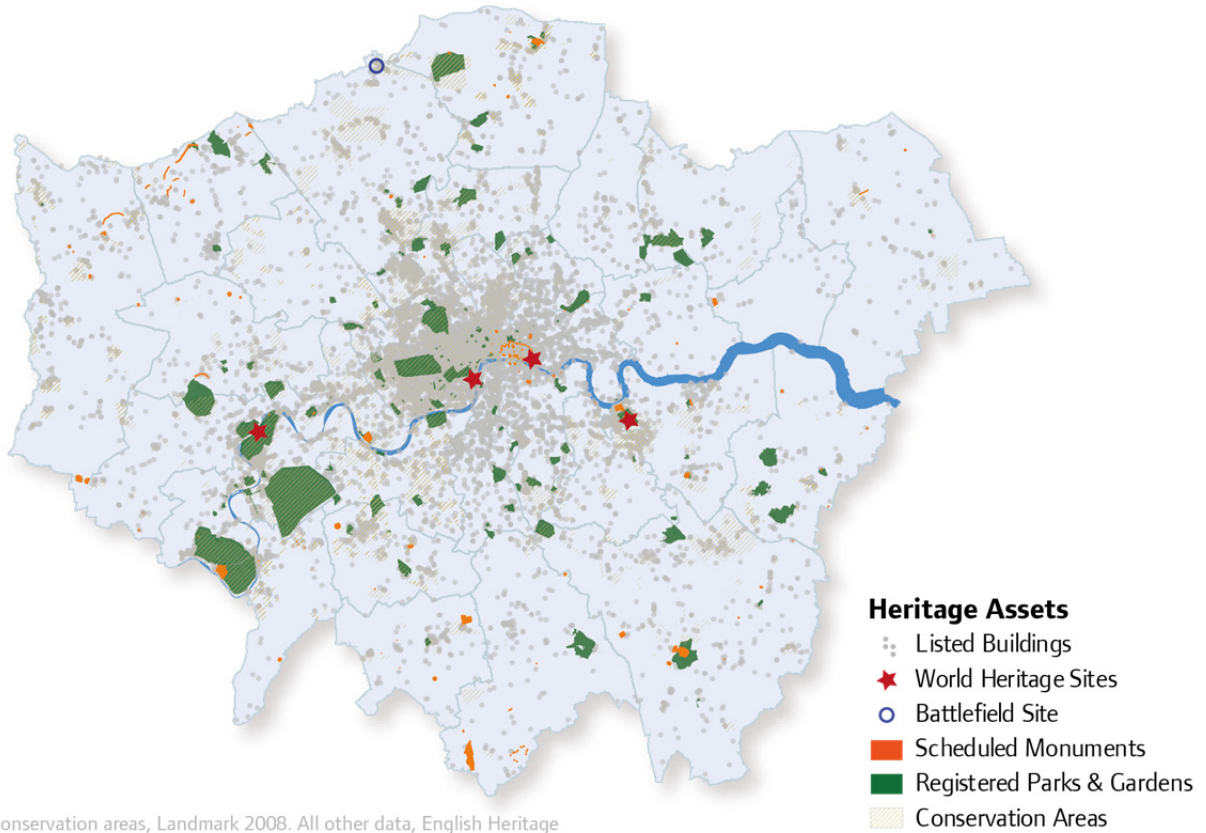 Heritage Assets
Listed Buildings
World Heritage Sites
Battlefield Site
Scheduled Monuments
Registered Parks & Gardens
Conservation Areas
onservation areas, Landmark 2008. All other data, English Heritage